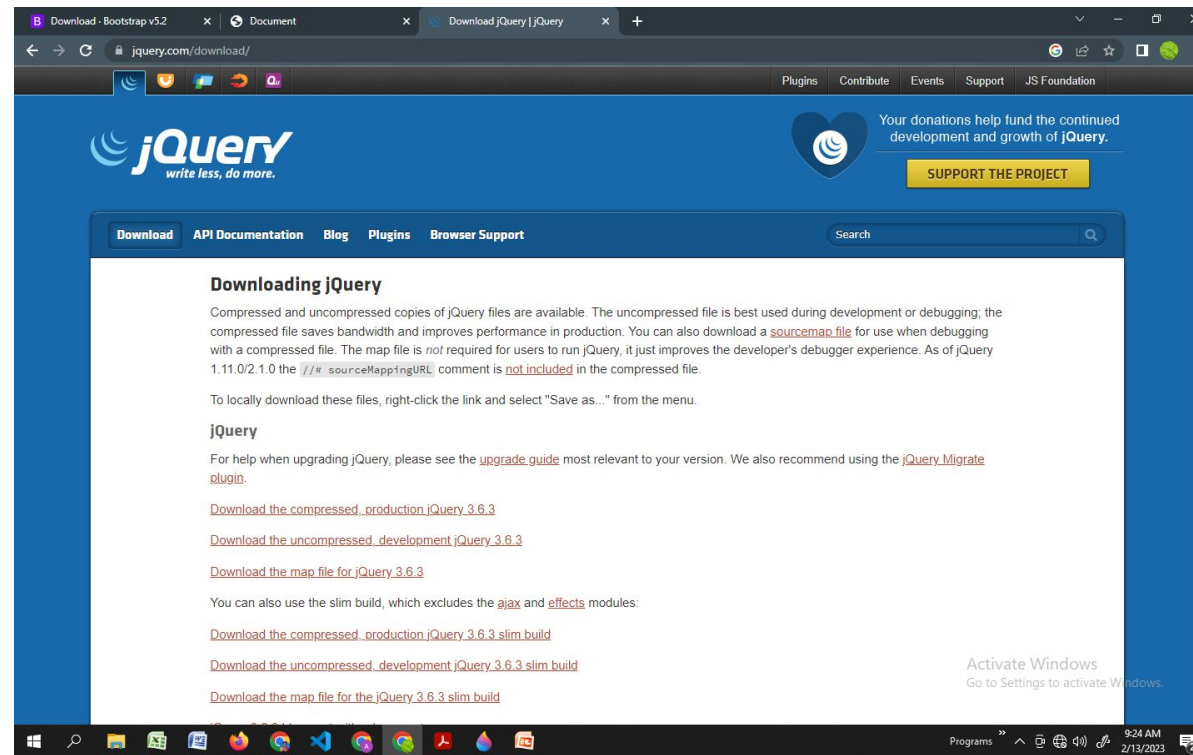 Download · Bootstrap v5.2
Document
Download jQuery | jQuery
jquery.com/download/
Plugins Contribute Events Support JS Foundation
jQuery
write less, do more.
Your donations help fund the continued
development and growth of jQuery.
SUPPORT THE PROJECT
Download API Documentation Blog Plugins Browser Support Search
Downloading jQuery
Compressed and uncompressed copies of jQuery files are available. The uncompressed file is best used during development or debugging; the
compressed file saves bandwidth and improves performance in production. You can also download a sourcemap file for use when debugging
with a compressed file. The map file is not required for users to run jQuery, it just improves the developer's debugger experience. As of jQuery
1.11.0/2.1.0 the //# sourceMappingURL comment is not included in the compressed file.
To locally download these files, right-click the link and select "Save as..." from the menu.
jQuery
For help when upgrading jQuery, please see the upgrade guide most relevant to your version. We also recommend using the jQuery Migrate
plugin.
Download the compressed, production jQuery 3.6.3
Download the uncompressed, development jQuery 3.6.3
Download the map file for jQuery 3.6.3
You can also use the slim build, which excludes the ajax and effects modules:
Download the compressed, production jQuery 3.6.3 slim build
Download the uncompressed, development jQuery 3.6.3 slim build
Download the map file for the jQuery 3.6.3 slim build
Activate Windows
Go to Settings to activate Windows.
Programs
9:24 AM
2/13/2023